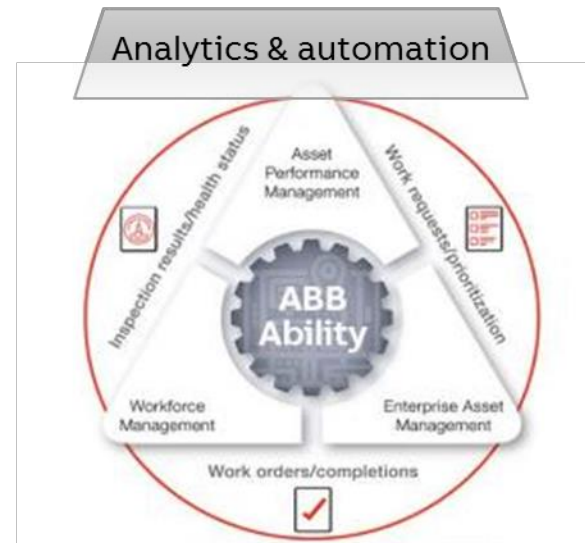 Analytics & automation
Asset
Performance
Management
Inspection results/health status
Work requests/prioritization
ABB
Ability
Workforce
Management
Enterprise Asset
Management
Work orders/completions